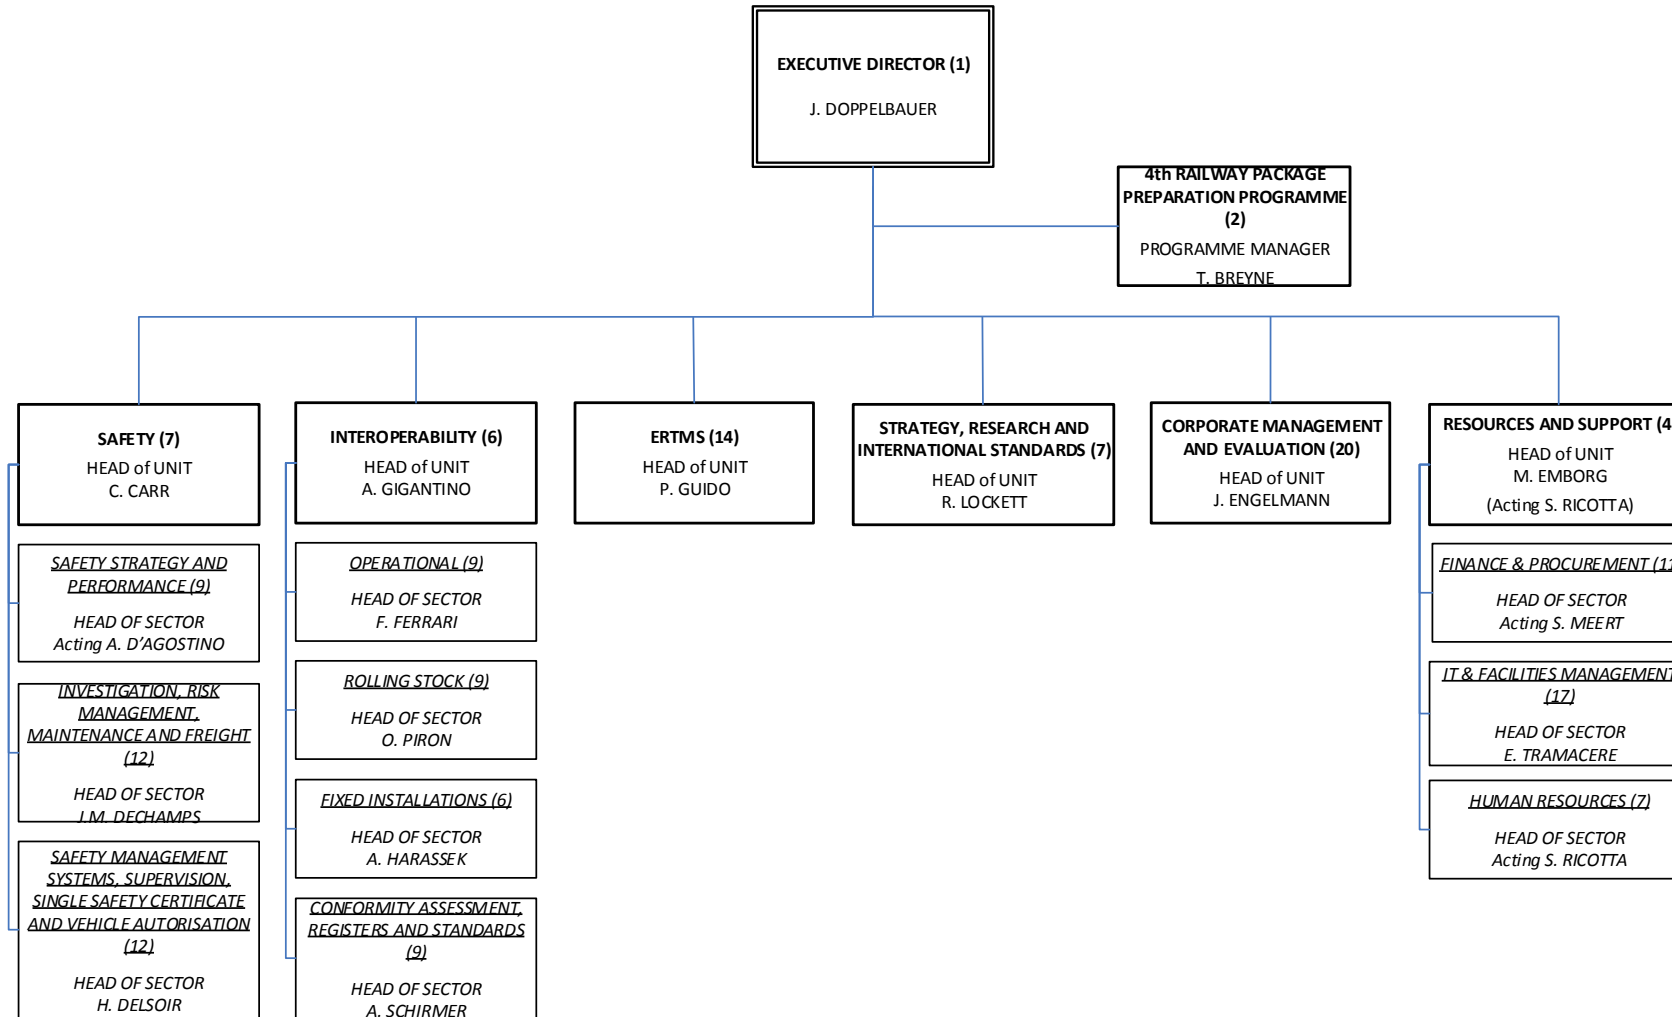 EXECUTIVE DIRECTOR (1)
J. DOPPELBAUER
4th RAILWAY PACKAGE
PREPARATION PROGRAMME
(2)
PROGRAMME MANAGER
T. BREYNE
SAFETY (7)
HEAD of UNIT
C. CARR
SAFETY STRATEGY AND
PERFORMANCE (9)
HEAD OF SECTOR
Acting A. D’AGOSTINO
INVESTIGATION, RISK
MANAGEMENT,
MAINTENANCE AND FREIGHT
(12)
HEAD OF SECTOR
J.M. DECHAMPS
SAFETY MANAGEMENT
SYSTEMS, SUPERVISION,
SINGLE SAFETY CERTIFICATE
AND VEHICLE AUTORISATION
(12)
HEAD OF SECTOR
H. DELSOIR
INTEROPERABILITY (6)
HEAD of UNIT
A. GIGANTINO
OPERATIONAL (9)
HEAD OF SECTOR
F. FERRARI
ROLLING STOCK (9)
HEAD OF SECTOR
O. PIRON
FIXED INSTALLATIONS (6)
HEAD OF SECTOR
A. HARASSEK
CONFORMITY ASSESSMENT,
REGISTERS AND STANDARDS
(9)
HEAD OF SECTOR
A. SCHIRMER
ERTMS (14)
HEAD of UNIT
P. GUIDO
STRATEGY, RESEARCH AND
INTERNATIONAL STANDARDS (7)
HEAD of UNIT
R. LOCKETT
CORPORATE MANAGEMENT
AND EVALUATION (20)
HEAD of UNIT
J. ENGELMANN
RESOURCES AND SUPPORT (4
HEAD of UNIT
M. EMBORG
(Acting S. RICOTTA)
FINANCE & PROCUREMENT (11
HEAD OF SECTOR
Acting S. MEERT
IT & FACILITIES MANAGEMENT
(17)
HEAD OF SECTOR
E. TRAMACERE
HUMAN RESOURCES (7)
HEAD OF SECTOR
Acting S. RICOTTA